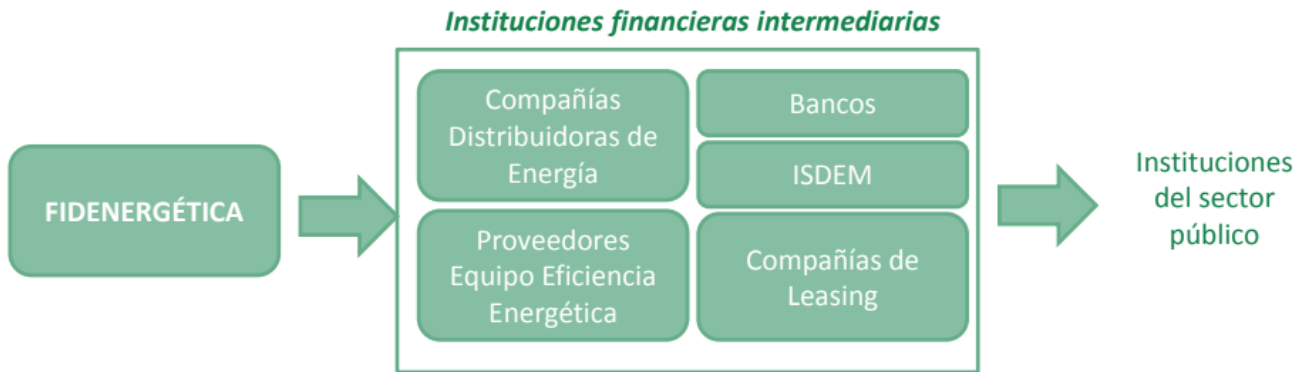 Instituciones financieras intermediarias
FIDENERGÉTICA
Compañías
Distribuidoras de
Energía
Proveedores
Equipo Eficiencia
Energética
Bancos
ISDEM
Compañías de
Leasing
Instituciones
del sector
público